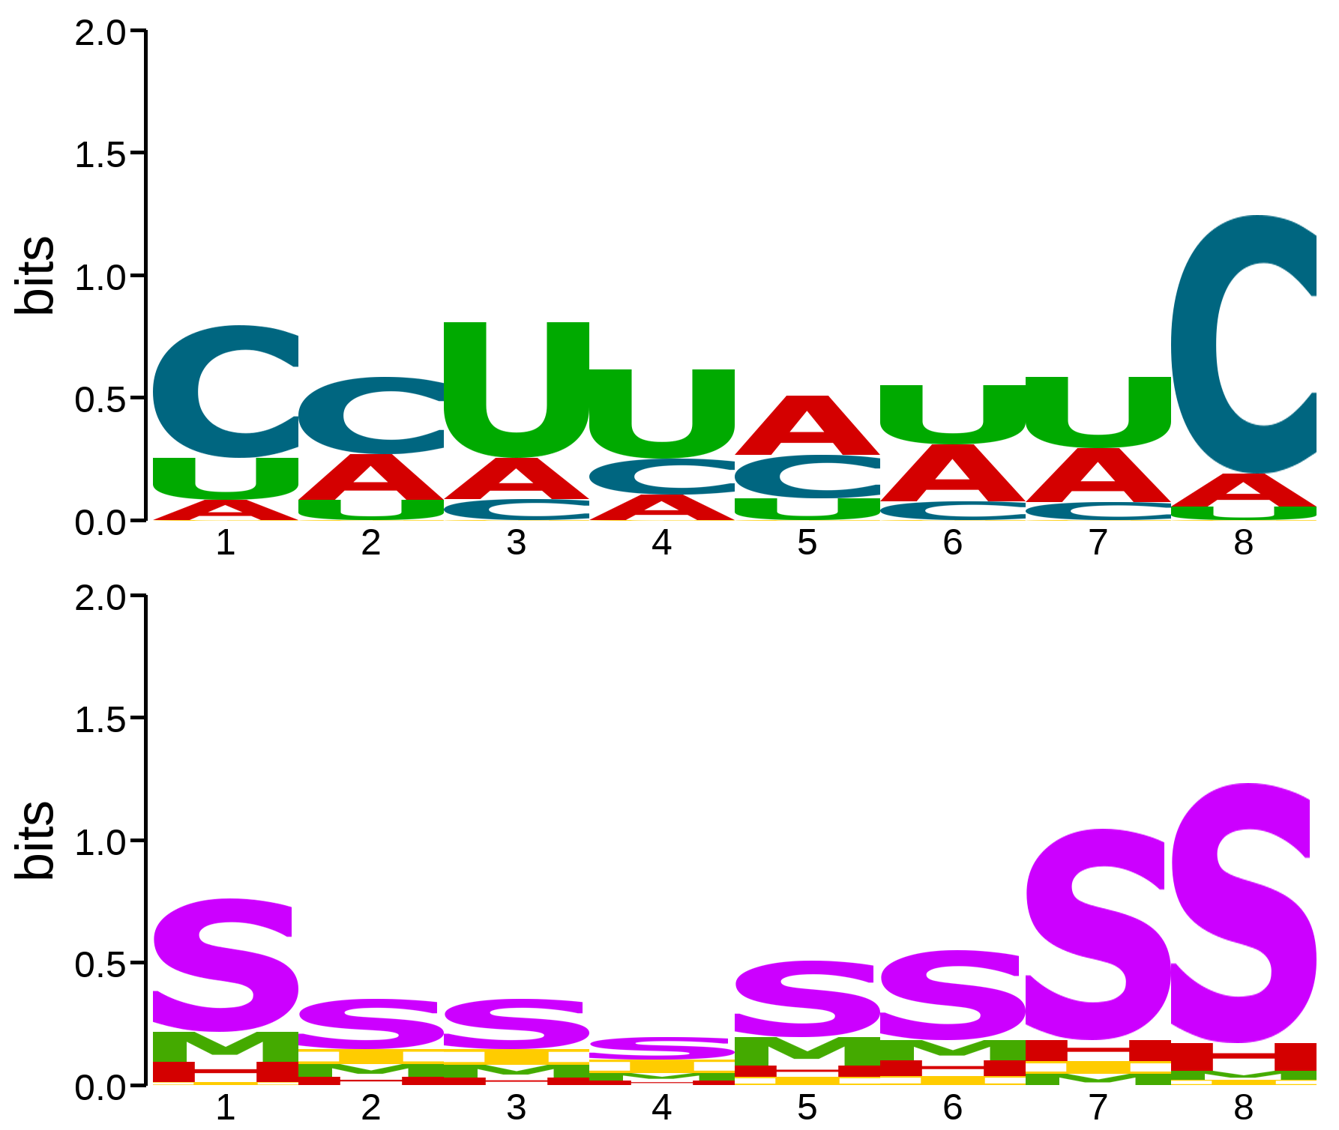 2.0
1.5
1.0
0.5
0.0
bits
C C U U A U U C
U A A C C A A A
A U C A U C C U
1 2 3 4 5 6 7 8
2.0
1.5
1.0
0.5
0.0
bits
S S S S S S S S
M I I I M M H H
H M M M H H I M
I H H H I I M I
1 2 3 4 5 6 7 8